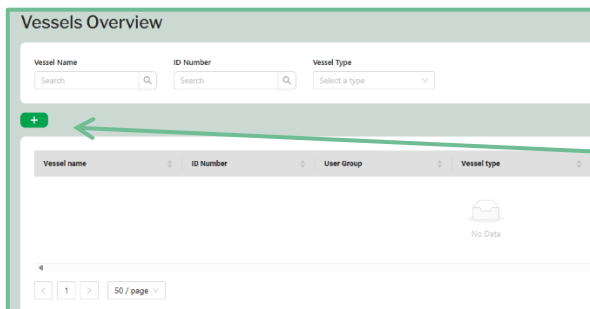 Vessels Overview
Vessel Name ID Number Vessel Type
Search Search Select a type
+
Vessel name ID Number User Group Vessel type
No Data
< 1 > 50 / page